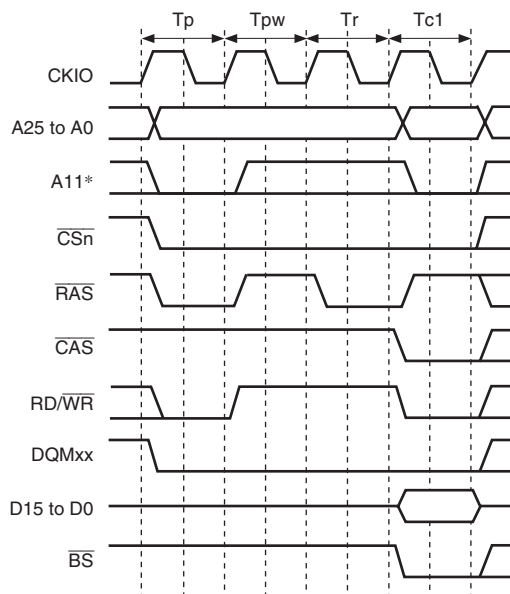 Tp Tpw Tr Tc1
CKIO
A25 to A0
A11*
CSn
RAS
CAS
RD/WR
DQMxx
D15 to D0
BS